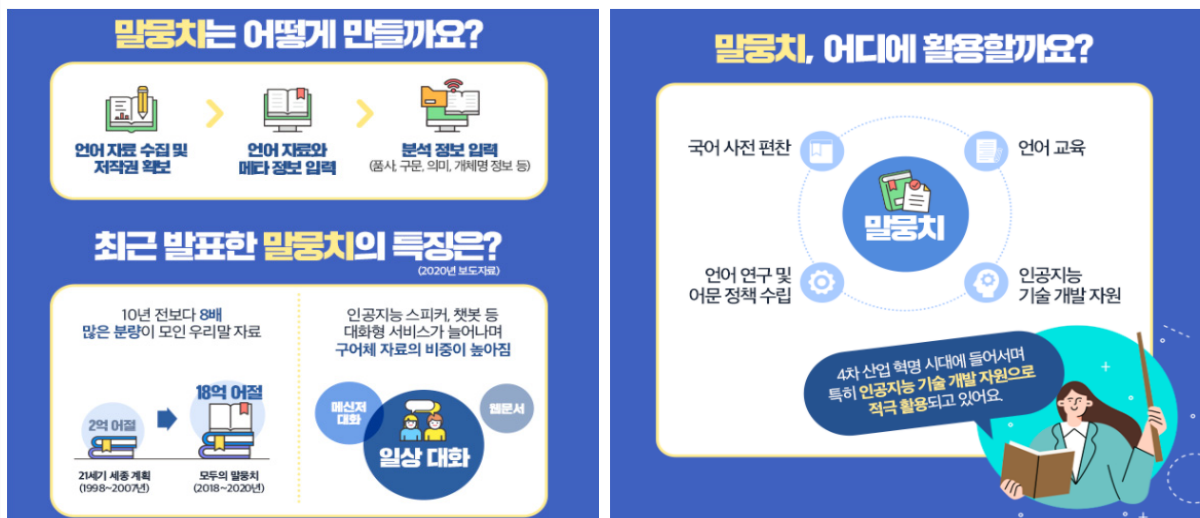 말뭉치는 어떻게 만들까요?
언어 자료 수집 및
저작권 확보
언어 자료와
메타 정보 입력
분석 정보 입력
(품사, 구문, 의미, 개체명 정보 등)
최근 발표한 말뭉치의 특징은?
(2020년 보도자료)
10년 전보다 8배
많은 분량이 모인 우리말 자료
2억 어절
18억 어절
21세기 세종 계획
(1998~2007년)
모두의 말뭉치
(2018~2020년)
인공지능 스피커, 챗봇 등
대화형 서비스가 늘어나며
구어체 자료의 비중이 높아짐
메신저
대화
일상 대화
웹문서
말뭉치, 어디에 활용할까요?
국어 사전 편찬
언어 교육
말뭉치
언어 연구 및
어문 정책 수립
인공지능
기술 개발 자원
4차 산업 혁명 시대에 들어서며
특히 인공지능 기술 개발 자원으로
적극 활용되고 있어요.